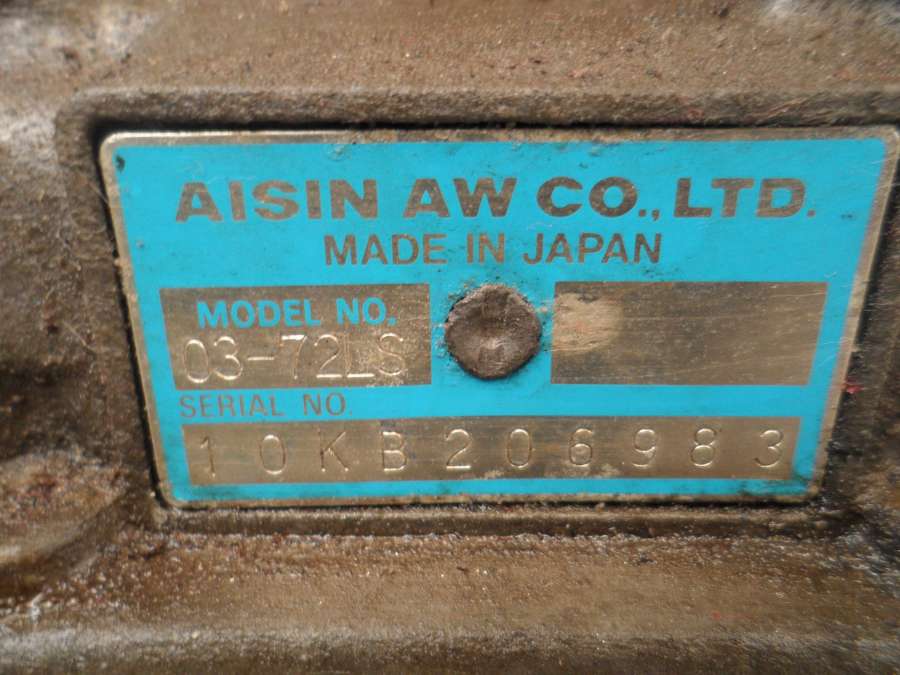 AISIN AW CO., LTD.
MADE IN JAPAN
MODEL NO.
03-72LS
SERIAL NO.
10KB206983